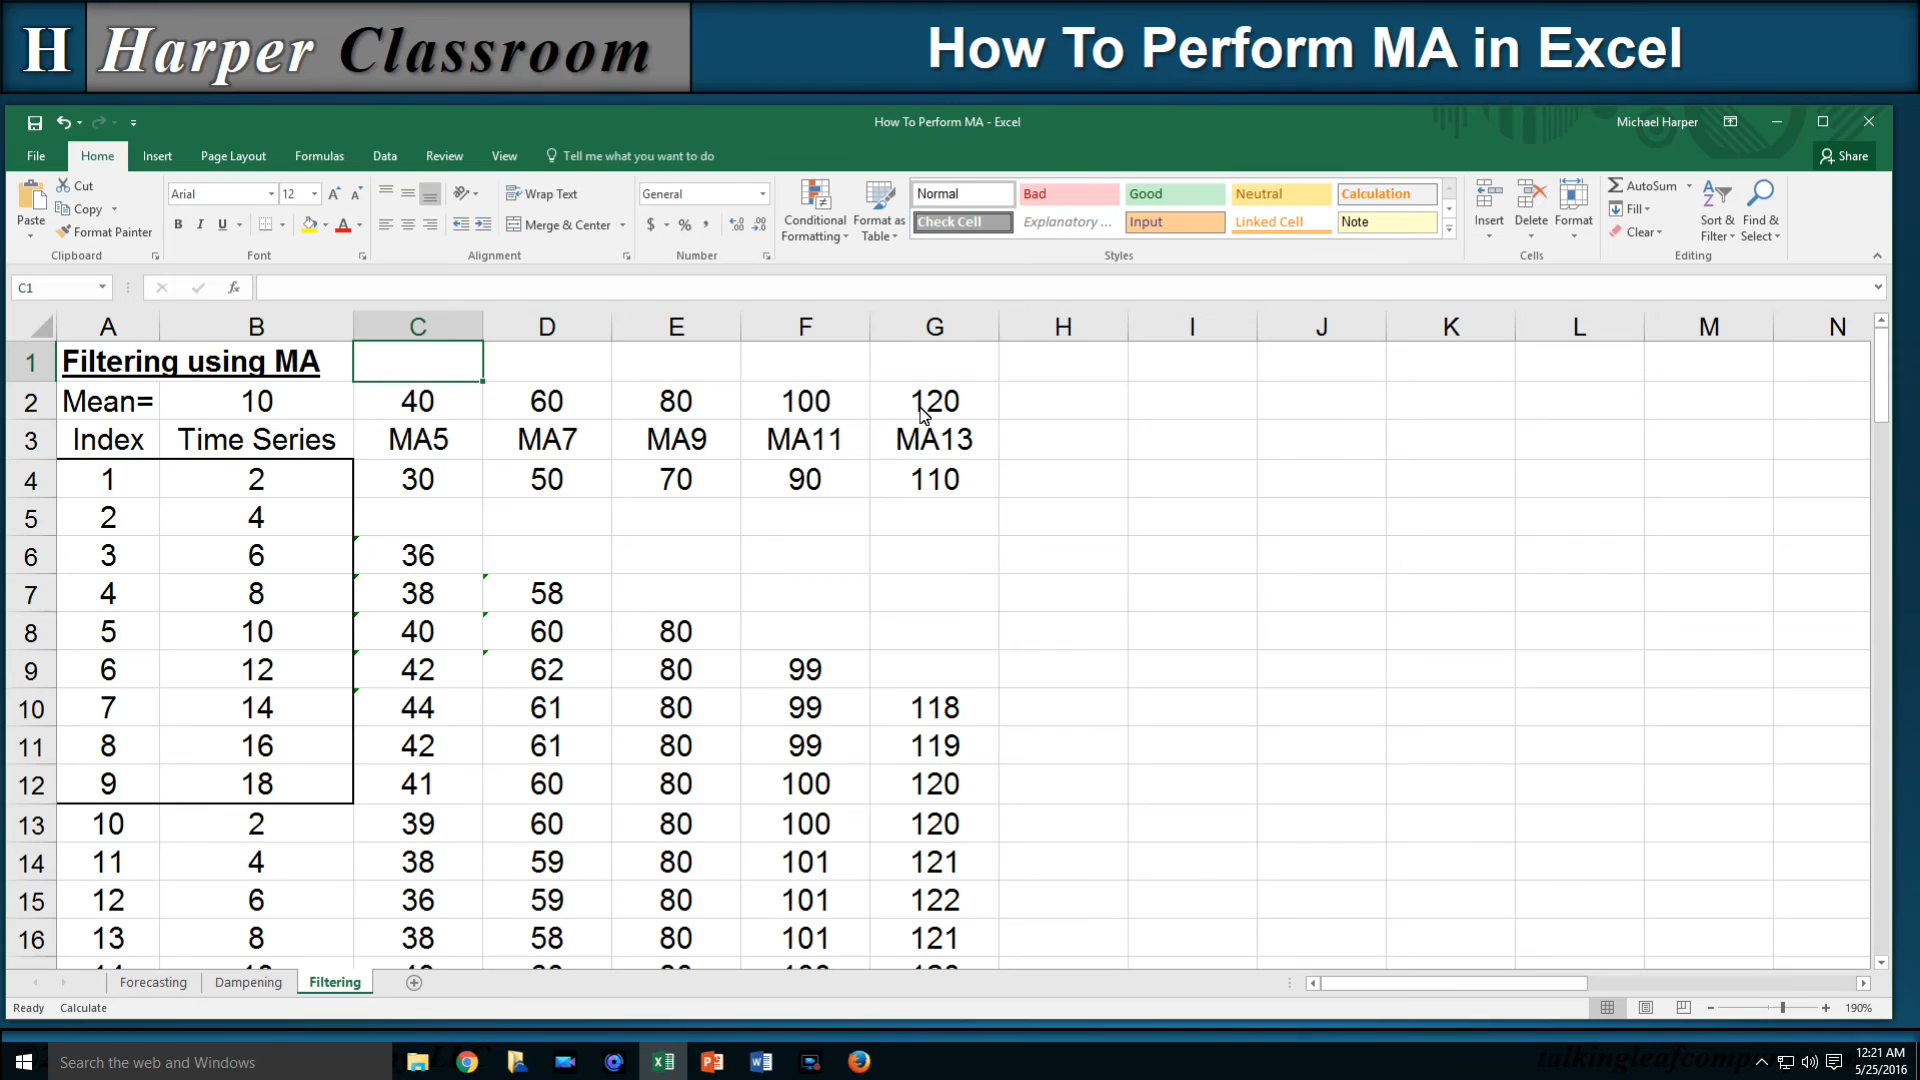 H Harper Classroom
How To Perform MA in Excel
How To Perform MA - Excel
Michael Harper
File Home Insert Page Layout Formulas Data Review View Tell me what you want to do
Share
Paste
Cut
Copy
Format Painter
Clipboard
Arial 12
B I U
Font
Wrap Text
Merge & Center
Alignment
General
$ % ,
Number
Conditional Formatting
Format as Table
Normal Bad Good Neutral Calculation
Check Cell Explanatory ... Input Linked Cell Note
Styles
Insert Delete Format
Cells
AutoSum
Fill
Clear
Sort & Filter
Find & Select
Editing
C1
fx
A B C D E F G H I J K L M N
1 Filtering using MA
2 Mean= 10 40 60 80 100 120
3 Index Time Series MA5 MA7 MA9 MA11 MA13
4 1 2 30 50 70 90 110
5 2 4
6 3 6 36
7 4 8 38 58
8 5 10 40 60 80
9 6 12 42 62 80 99
10 7 14 44 61 80 99 118
11 8 16 42 61 80 99 119
12 9 18 41 60 80 100 120
13 10 2 39 60 80 100 120
14 11 4 38 59 80 101 121
15 12 6 36 59 80 101 122
16 13 8 38 58 80 101 121
Forecasting Dampening Filtering
Ready Calculate
190%
Search the web and Windows
12:21 AM
5/25/2016